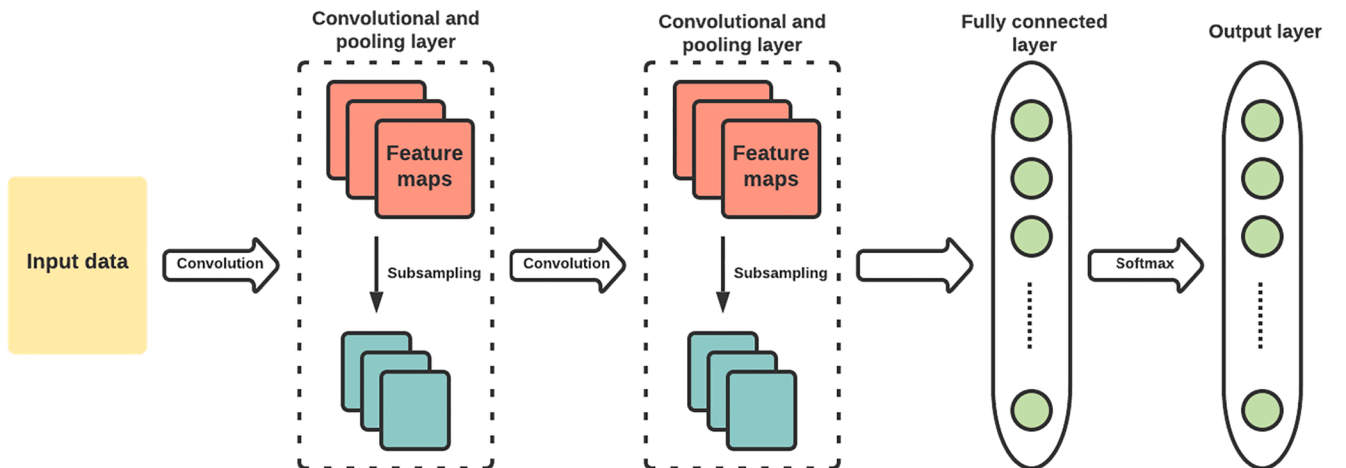 Convolutional and
pooling layer
Convolutional and
pooling layer
Fully connected
layer
Output layer
Input data
Convolution
Feature
maps
Subsampling
Convolution
Feature
maps
Subsampling
Softmax